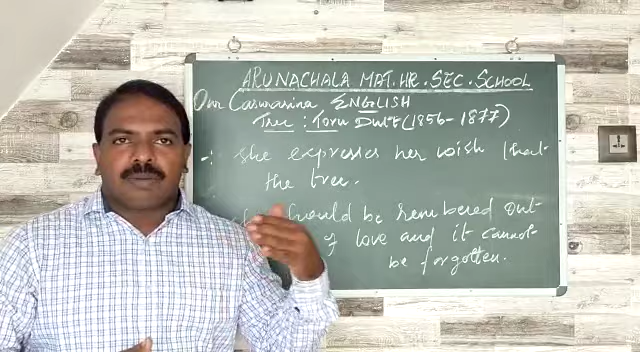 ARUNACHALA MAT. HR. SEC. SCHOOL
Our Casuarina ENGLISH
Tree : Toru Dutt (1856-1877)
She expresses her wish that
the tree.
should be rembered out
of love and it cannot
be forgotten.